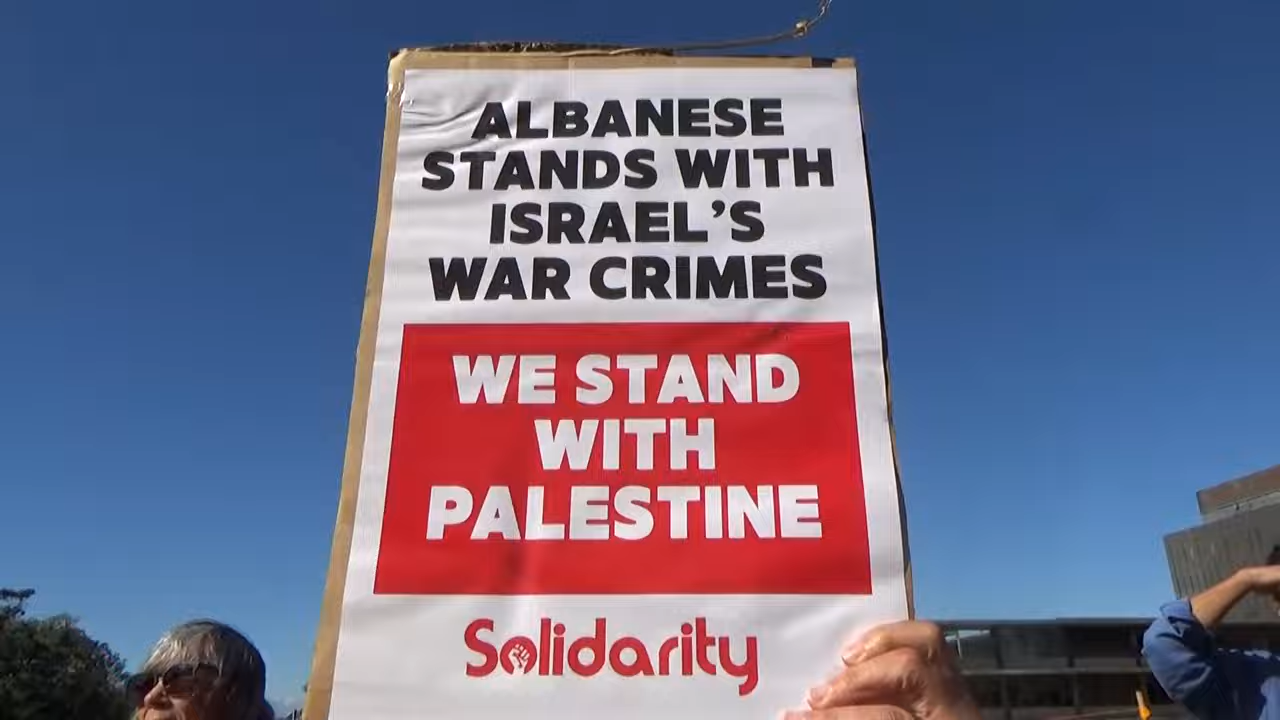 ALBANESE
STANDS WITH
ISRAEL’S
WAR CRIMES
WE STAND
WITH
PALESTINE
Solidarity